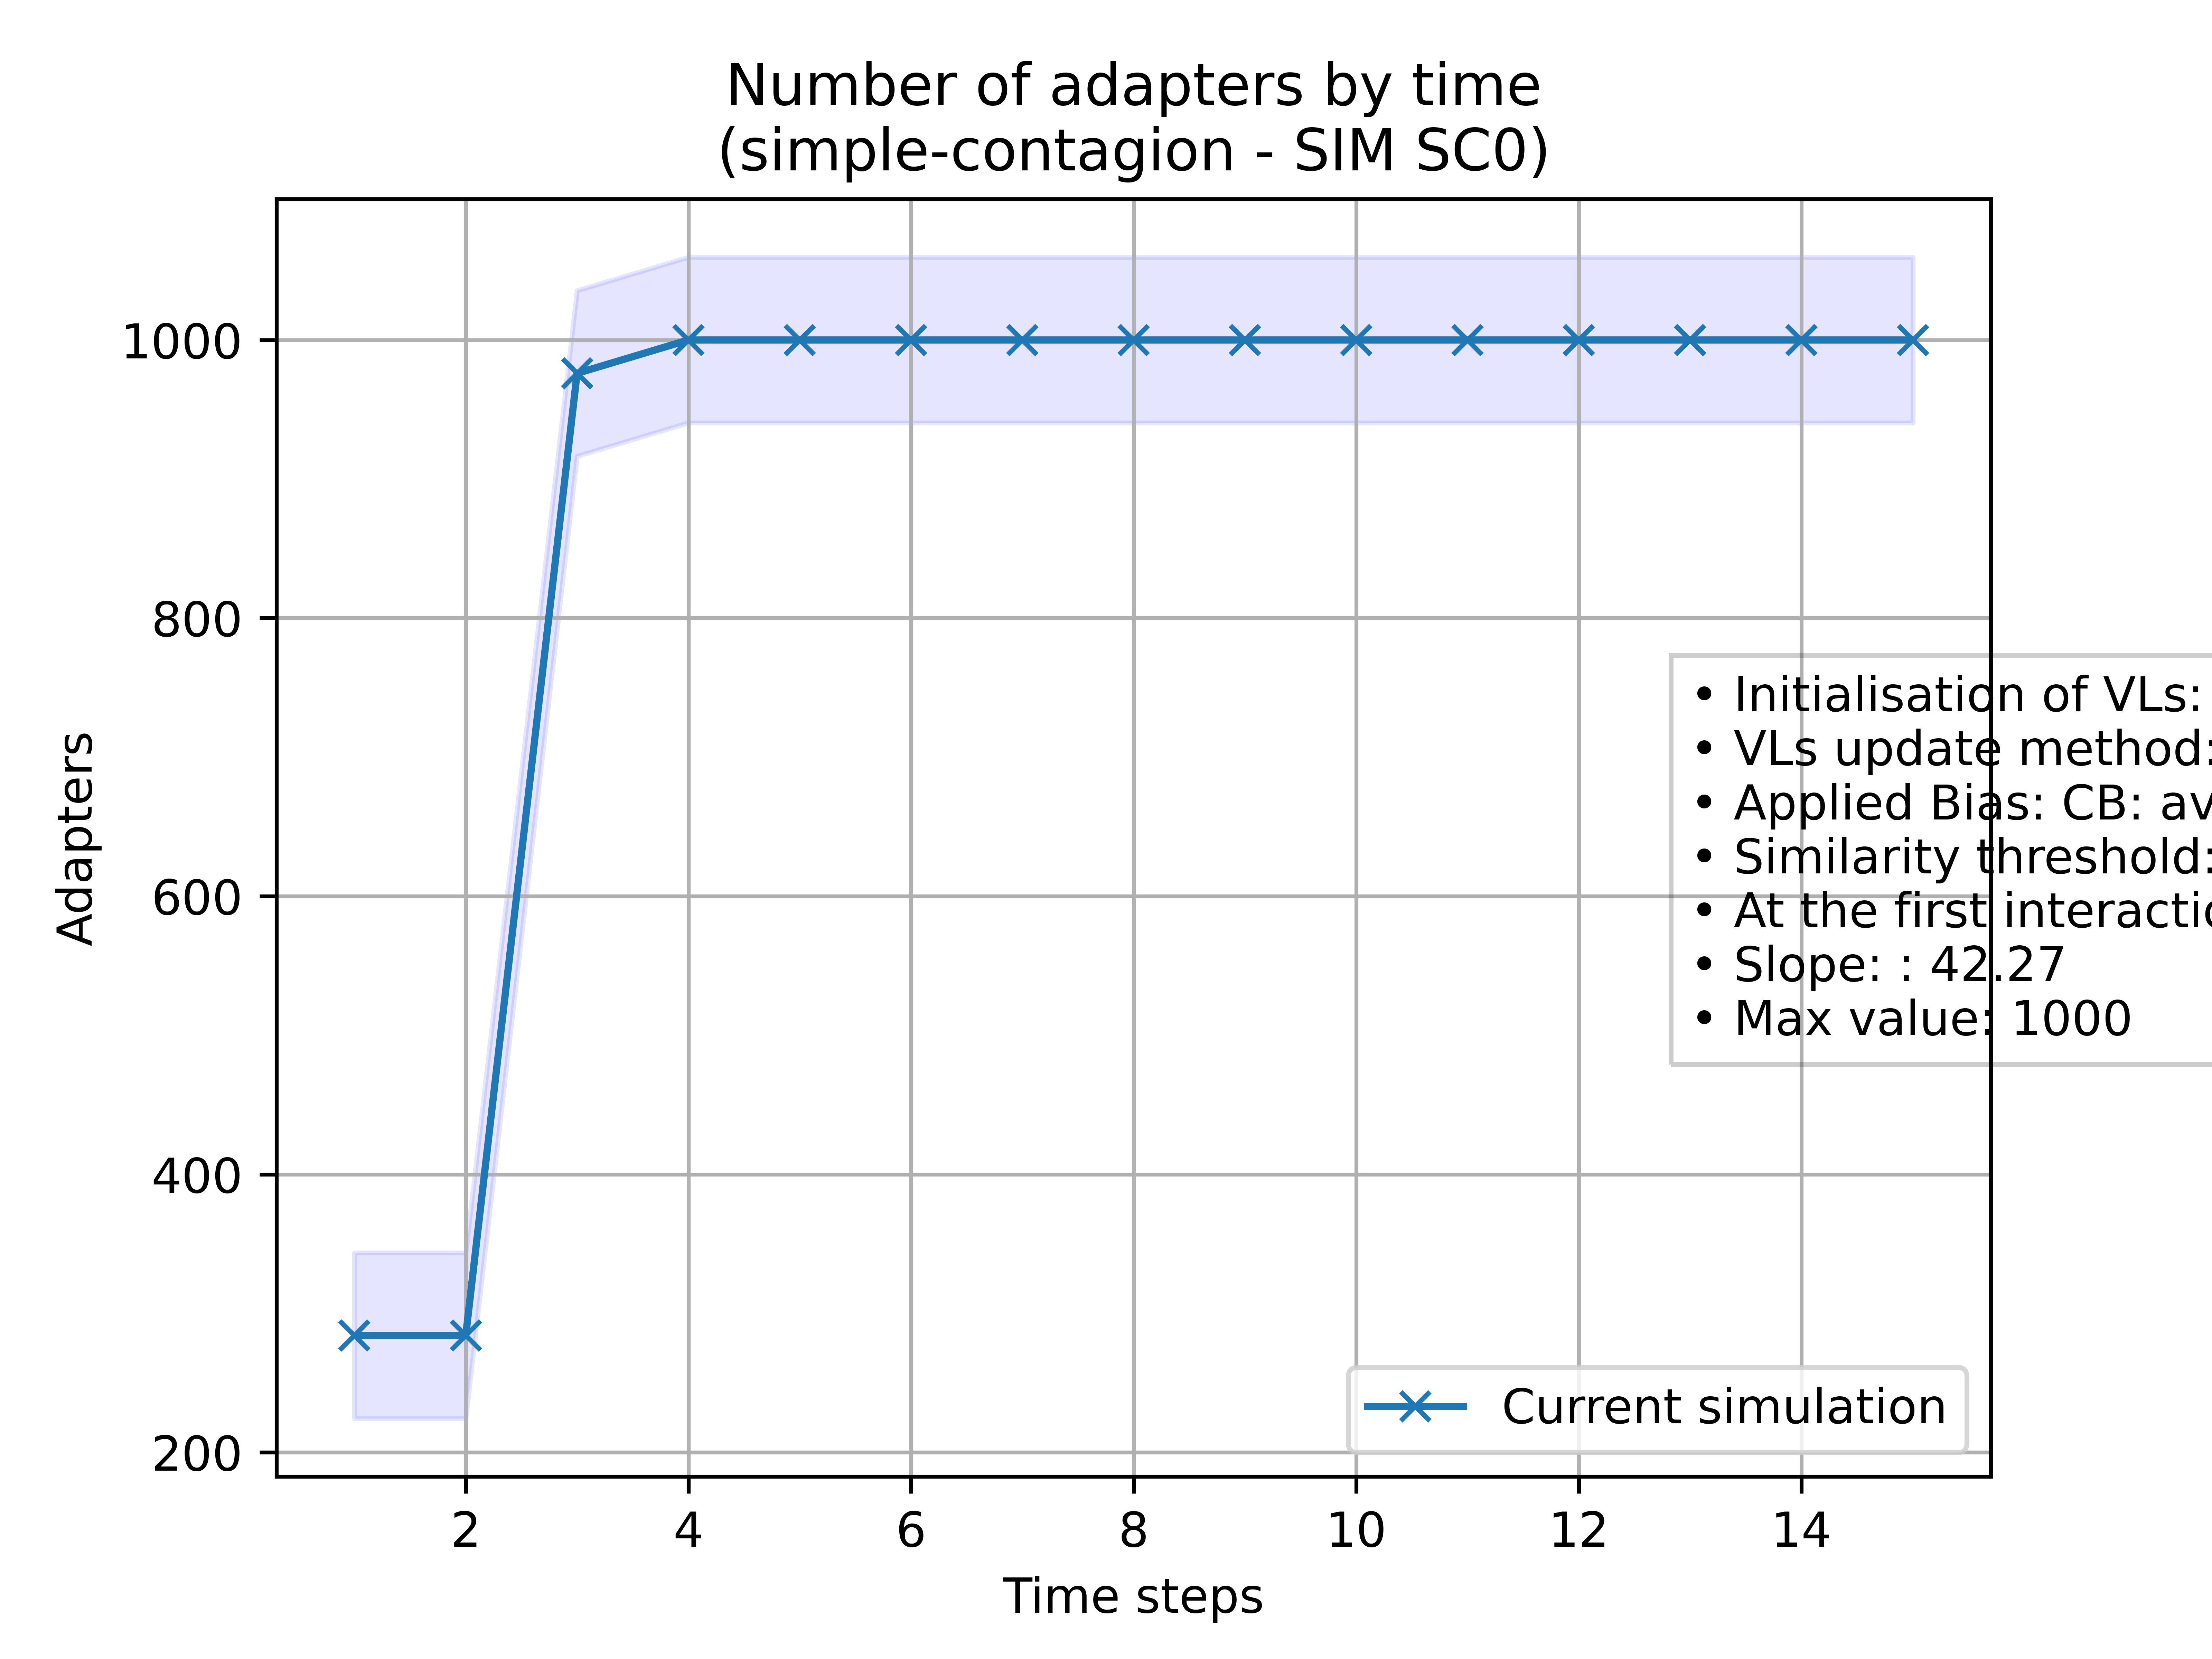 Number of adapters by time
(simple-contagion - SIM SC0)
1000
800
600
400
200
Adapters
• Initialisation of VLs:
• VLs update method:
• Applied Bias: CB:
• Similarity threshold:
• At the first
• Slope: : 42.27
• Max value: 1000
Current simulation
2 4 6 8 10 12 14
Time steps